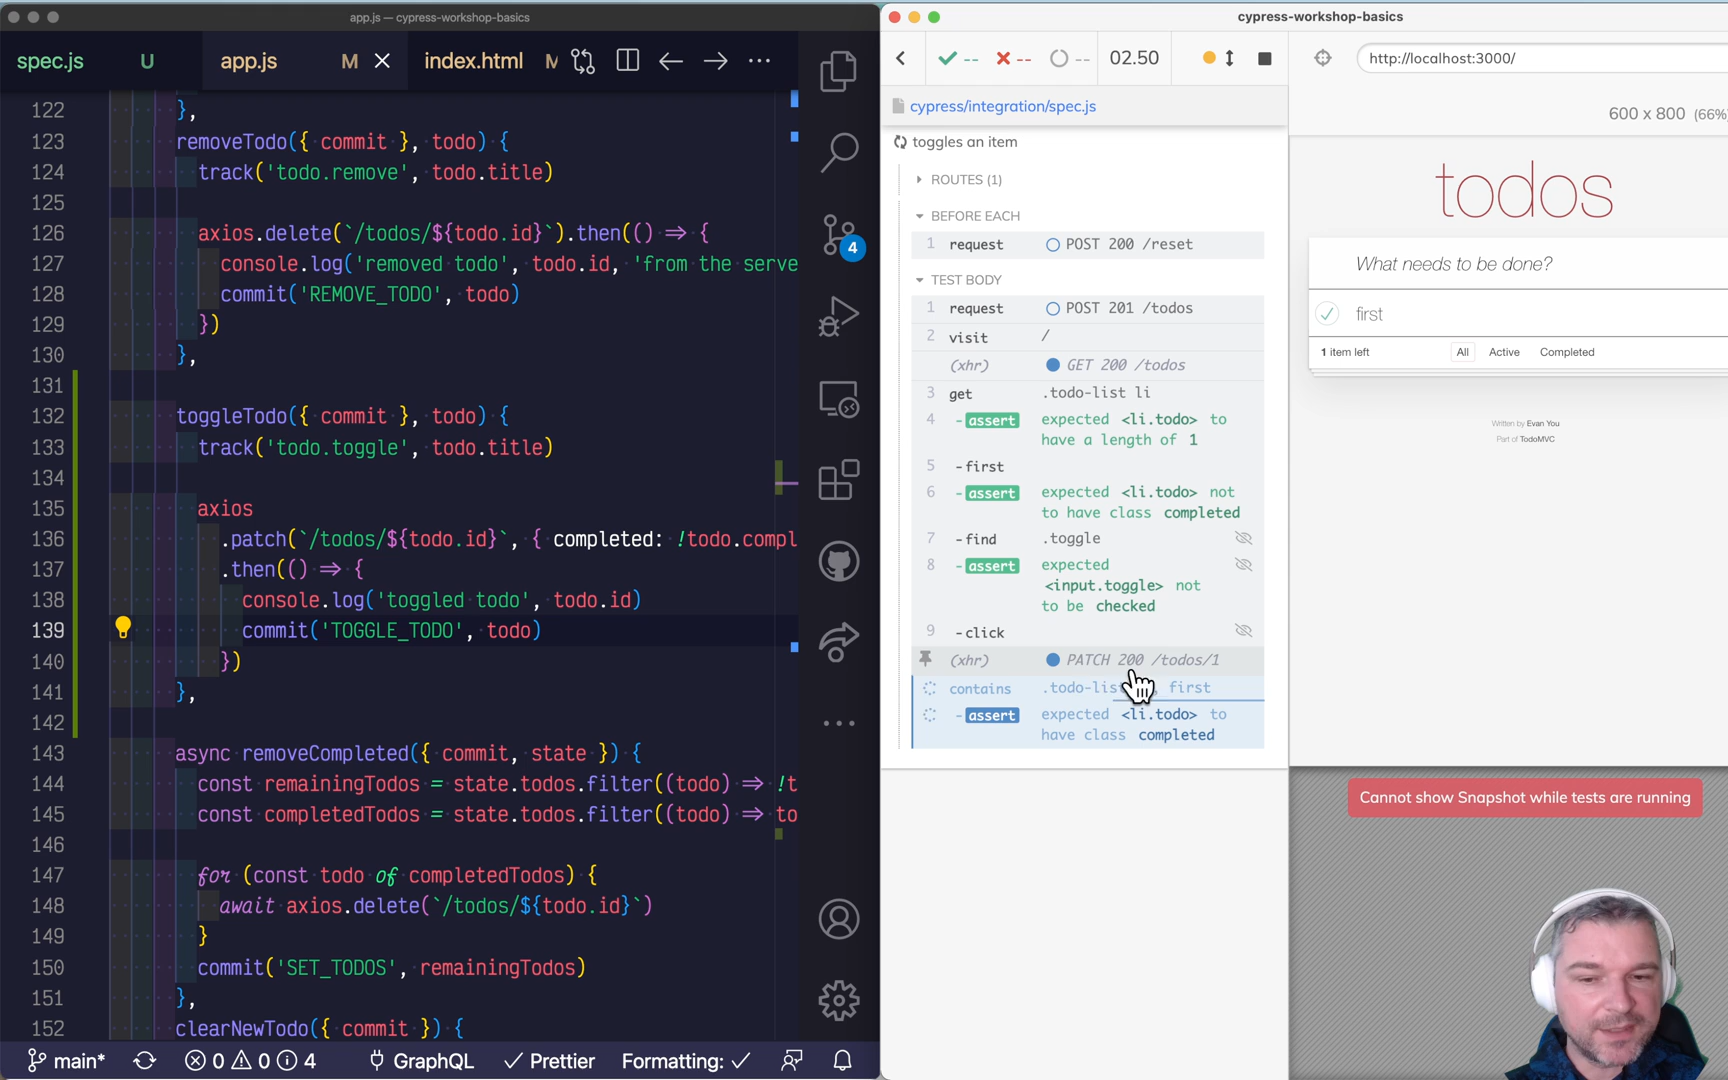 app.js — cypress-workshop-basics
spec.js U app.js M index.html M
122 },
123 removeTodo({ commit }, todo) {
124 track('todo.remove', todo.title)
125
126 axios.delete(`/todos/${todo.id}`).then(() => {
127 console.log('removed todo', todo.id, 'from the serve
128 commit('REMOVE_TODO', todo)
129 })
130 },
131
132 toggleTodo({ commit }, todo) {
133 track('todo.toggle', todo.title)
134
135 axios
136 .patch(`/todos/${todo.id}`, { completed: !todo.compl
137 .then(() => {
138 console.log('toggled todo', todo.id)
139 commit('TOGGLE_TODO', todo)
140 })
141 },
142
143 async removeCompleted({ commit, state }) {
144 const remainingTodos = state.todos.filter((todo) => !t
145 const completedTodos = state.todos.filter((todo) => to
146
147 for (const todo of completedTodos) {
148 await axios.delete(`/todos/${todo.id}`)
149 }
150 commit('SET_TODOS', remainingTodos)
151 },
152 clearNewTodo({ commit }) {
4
main* 0 0 4 GraphQL Prettier Formatting:
cypress-workshop-basics
-- -- -- 02.50
cypress/integration/spec.js
toggles an item
ROUTES (1)
BEFORE EACH
1 request POST 200 /reset
TEST BODY
1 request POST 201 /todos
2 visit /
(xhr) GET 200 /todos
3 get .todo-list li
4 -assert expected <li.todo> to
have a length of 1
5 -first
6 -assert expected <li.todo> not
to have class completed
7 -find .toggle
8 -assert expected
<input.toggle> not
to be checked
9 -click
(xhr) PATCH 200 /todos/1
contains .todo-lis first
-assert expected <li.todo> to
have class completed
http://localhost:3000/
600 x 800 (66%
todos
What needs to be done?
first
1 item left All Active Completed
Written by Evan You
Part of TodoMVC
Cannot show Snapshot while tests are running